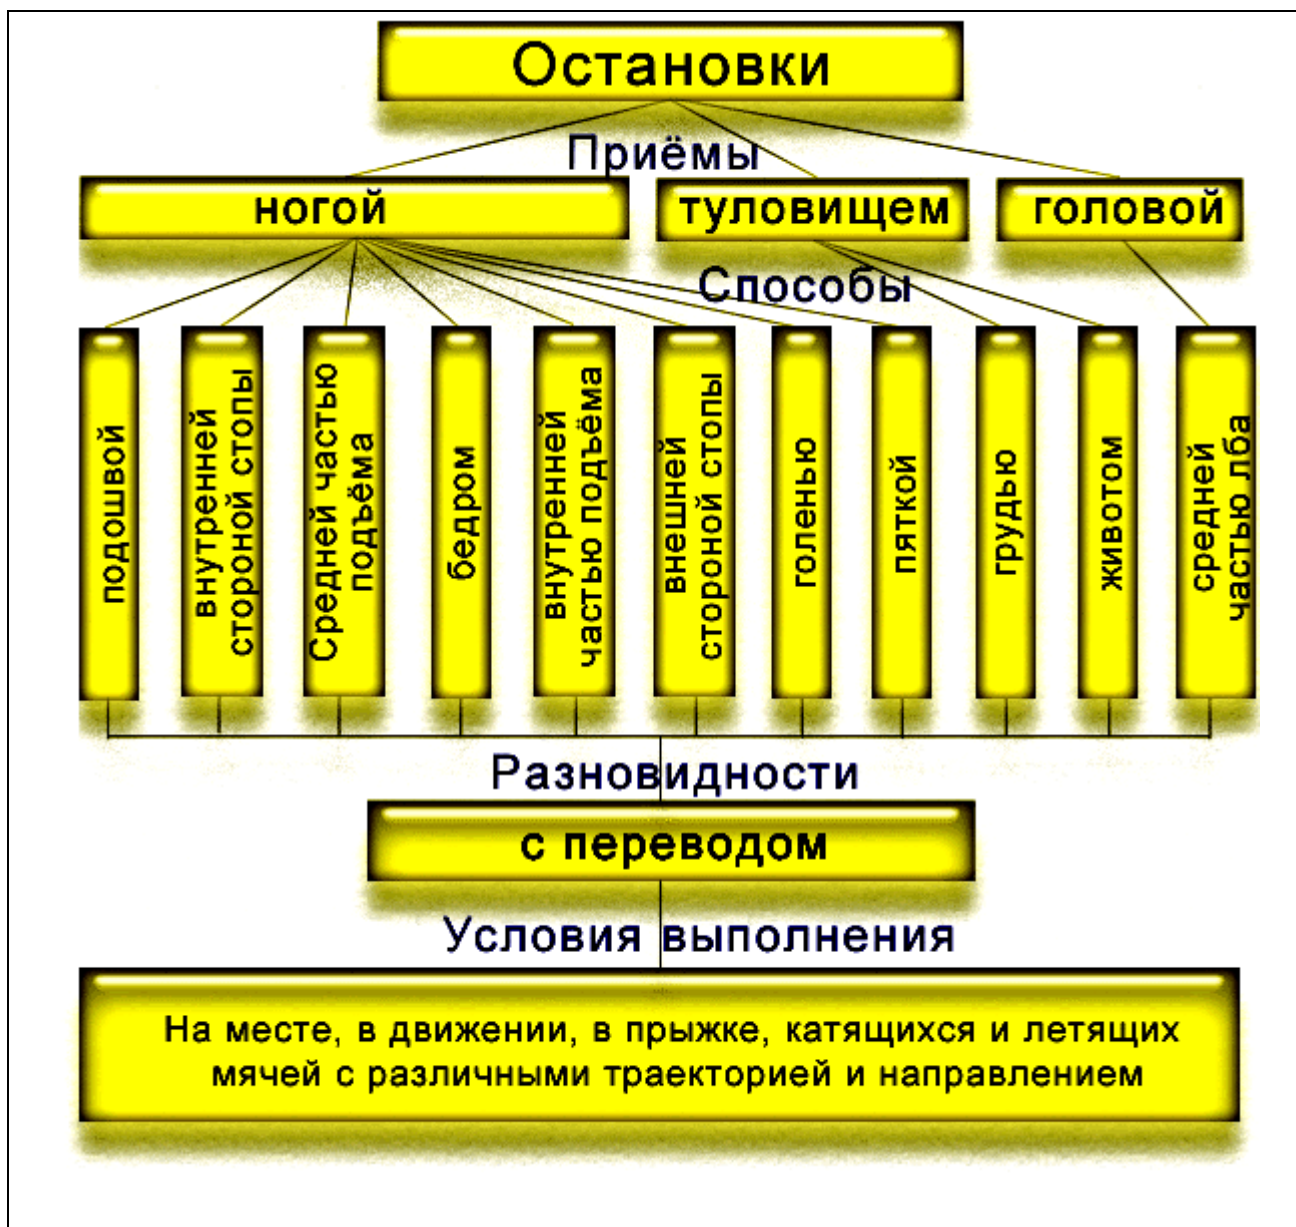 Остановки
Приёмы
ногой
туловищем
головой
Способы
подошвой
внутренней
стороной стопы
Средней частью
подъёма
бедром
внутренней
частью подъёма
внешней
стороной стопы
голенью
пяткой
грудью
животом
средней
частью лба
Разновидности
с переводом
Условия выполнения
На месте, в движении, в прыжке, катящихся и летящих
мячей с различными траекторией и направлением